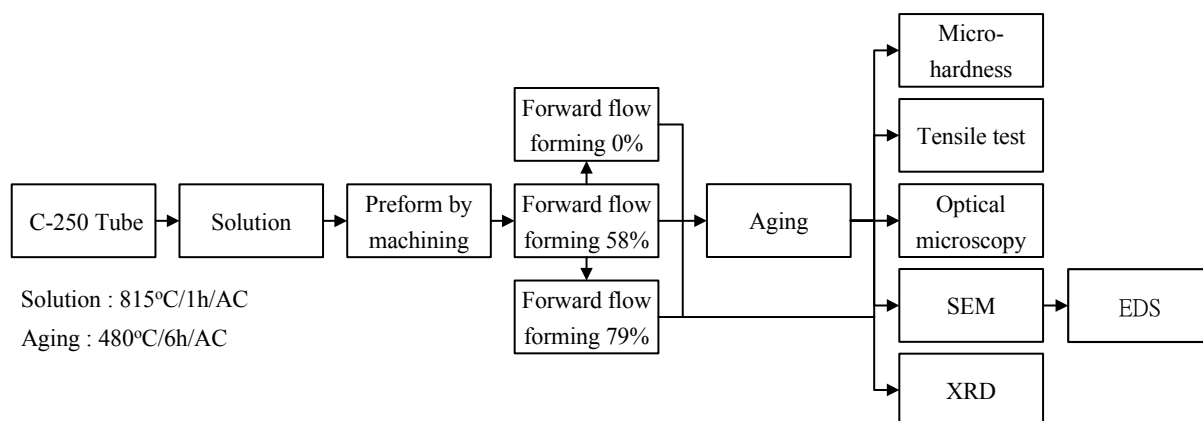 C-250 Tube
Solution
Preform by
machining
Forward flow
forming 0%
Forward flow
forming 58%
Forward flow
forming 79%
Aging
Micro-
hardness
Tensile test
Optical
microscopy
SEM
EDS
XRD
Solution : 815°C/1h/AC
Aging : 480°C/6h/AC